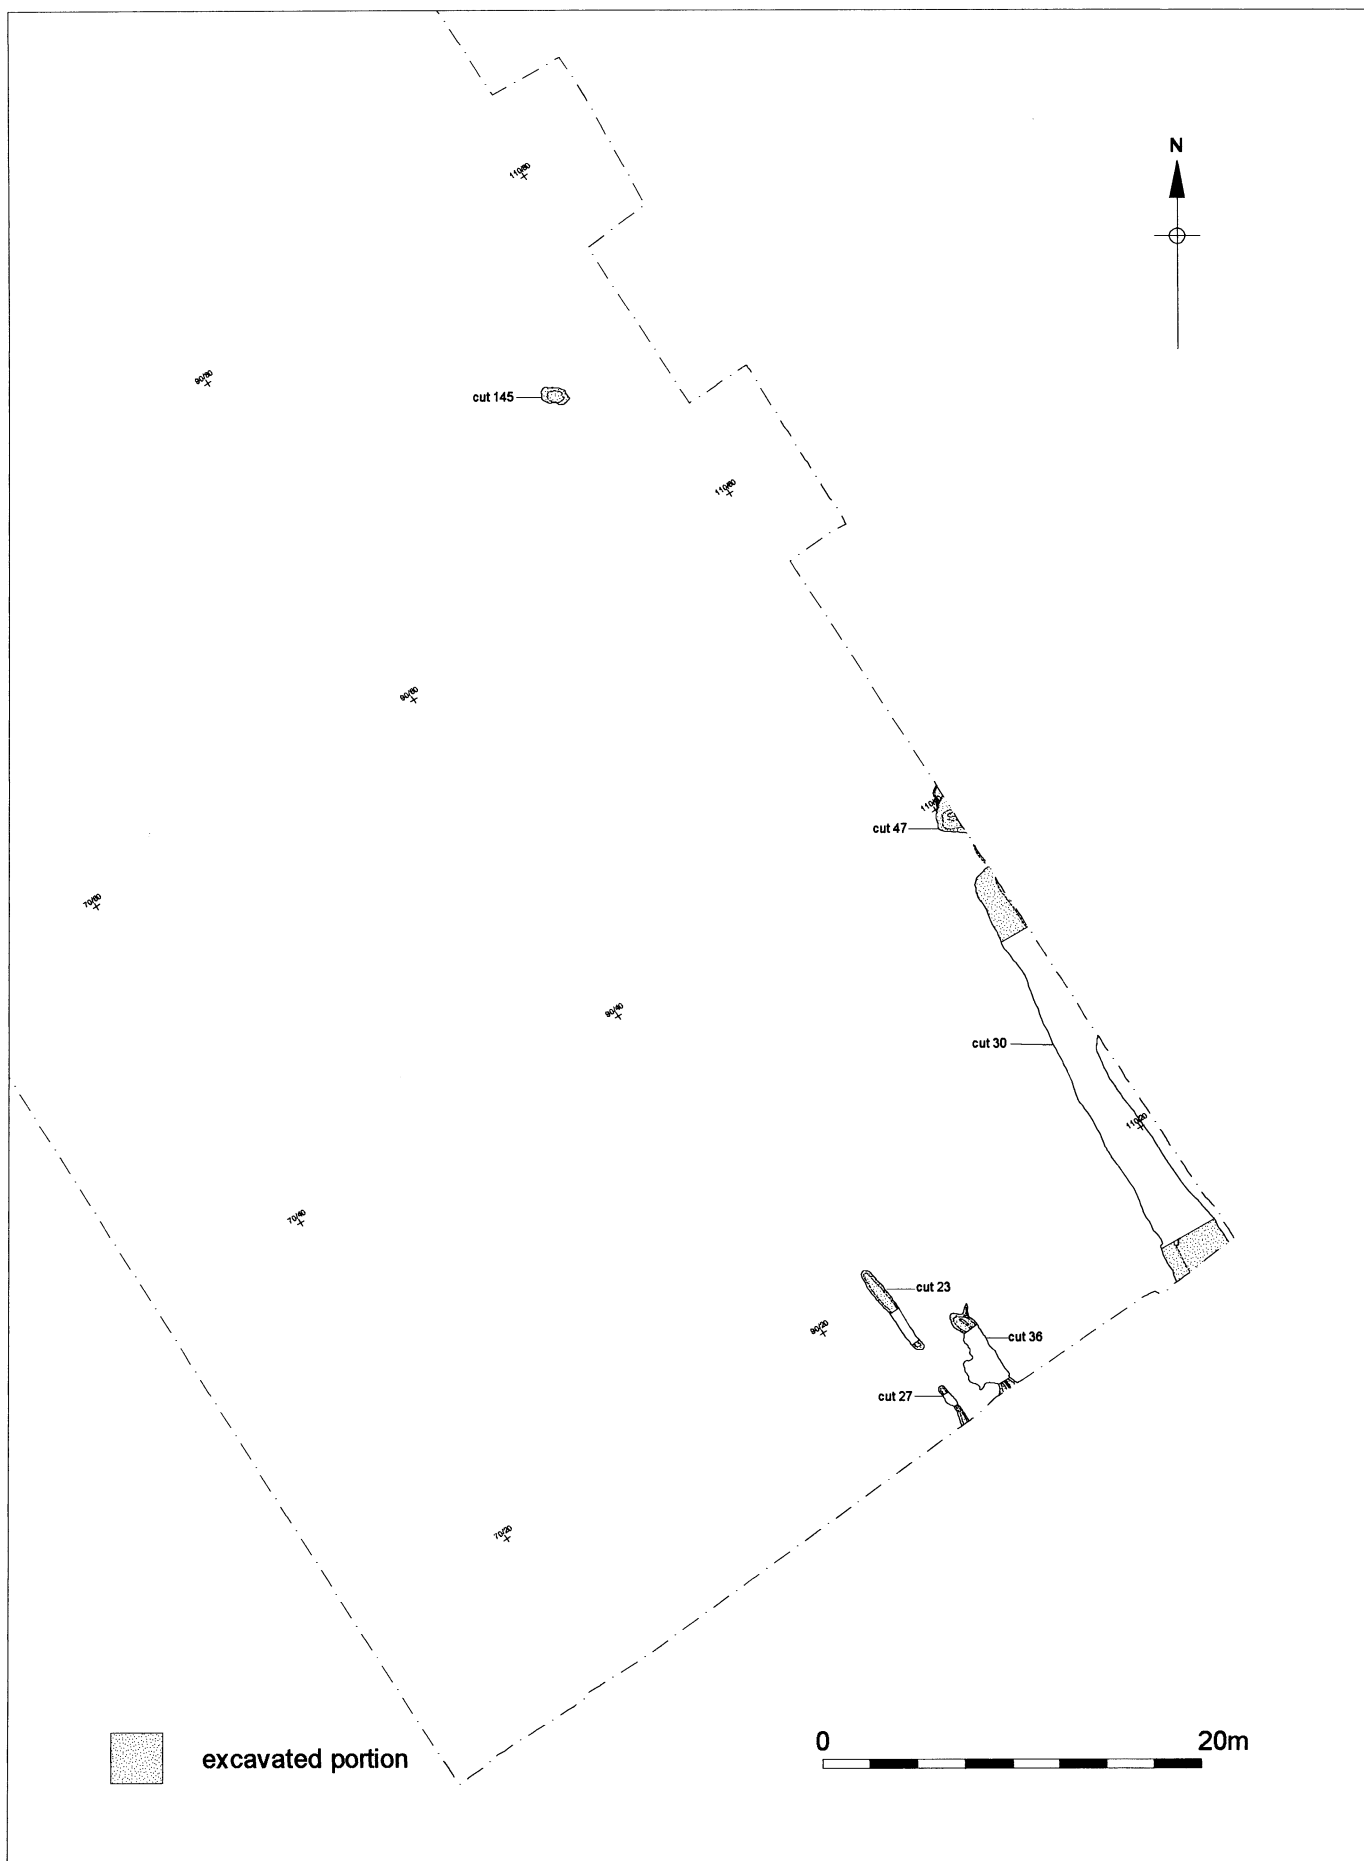 110/80
N
90/80
cut 145
110/60
90/60
cut 47
70/60
90/40
cut 30
110/20
70/40
cut 23
90/20
cut 36
cut 27
70/20
0 20m
excavated portion